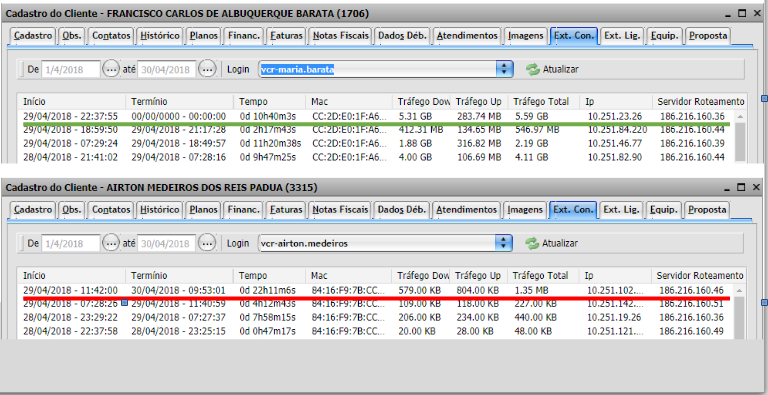 Cadastro do Cliente - FRANCISCO CARLOS DE ALBUQUERQUE BARATA (1706)
Cadastro Obs. Contatos Histórico Planos Financ. Faturas Notas Fiscais Dados Déb. Atendimentos Imagens Ext. Con. Ext. Lig. Equip. Proposta
De 1/4/2018 ... até 30/04/2018 ... Login vcr-maria.barata Atualizar
Início Termínio Tempo Mac Tráfego Dow Tráfego Up Tráfego Total Ip Servidor Roteamento
29/04/2018 - 22:37:55 00/00/0000 - 00:00:00 0d 10h40m3s CC:2D:E0:1F:A6... 5.31 GB 283.74 MB 5.59 GB 10.251.23.26 186.216.160.36
29/04/2018 - 18:59:50 29/04/2018 - 21:17:28 0d 2h17m43s CC:2D:E0:1F:A6... 412.31 MB 134.65 MB 546.97 MB 10.251.84.220 186.216.160.44
29/04/2018 - 07:29:24 29/04/2018 - 18:49:57 0d 11h20m38s CC:2D:E0:1F:A6... 1.88 GB 316.82 MB 2.19 GB 10.251.46.77 186.216.160.39
28/04/2018 - 21:41:02 29/04/2018 - 07:28:16 0d 9h47m25s CC:2D:E0:1F:A6... 4.00 GB 106.69 MB 4.11 GB 10.251.82.90 186.216.160.44
Cadastro do Cliente - AIRTON MEDEIROS DOS REIS PADUA (3315)
Cadastro Obs. Contatos Histórico Planos Financ. Faturas Notas Fiscais Dados Déb. Atendimentos Imagens Ext. Con. Ext. Lig. Equip. Proposta
De 1/4/2018 ... até 30/04/2018 ... Login vcr-airton.medeiros Atualizar
Início Termínio Tempo Mac Tráfego Dow Tráfego Up Tráfego Total Ip Servidor Roteamento
29/04/2018 - 11:42:00 30/04/2018 - 09:53:01 0d 22h11m6s 84:16:F9:7B:CC... 579.00 KB 804.00 KB 1.35 MB 10.251.102.... 186.216.160.46
29/04/2018 - 07:28:26 29/04/2018 - 11:40:59 0d 4h12m43s 84:16:F9:7B:CC... 109.00 KB 118.00 KB 227.00 KB 10.251.142.... 186.216.160.51
28/04/2018 - 23:29:22 29/04/2018 - 07:27:37 0d 7h58m15s 84:16:F9:7B:CC... 206.00 KB 234.00 KB 440.00 KB 10.251.19.26 186.216.160.36
28/04/2018 - 22:37:58 28/04/2018 - 23:25:15 0d 0h47m17s 84:16:F9:7B:CC... 20.00 KB 28.00 KB 48.00 KB 10.251.121.... 186.216.160.49